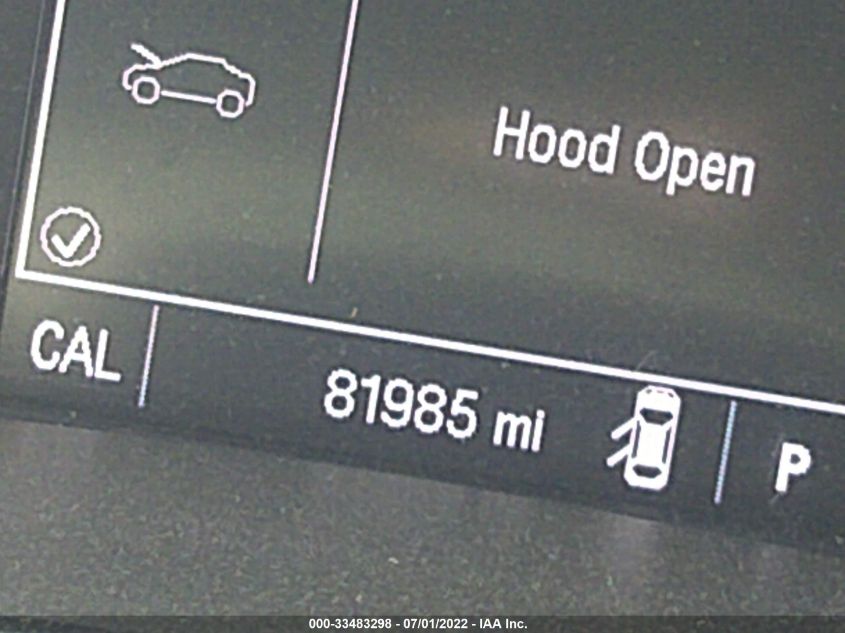 Hood Open
CAL
81985 mi
P
000-33483298 - 07/01/2022 - IAA Inc.